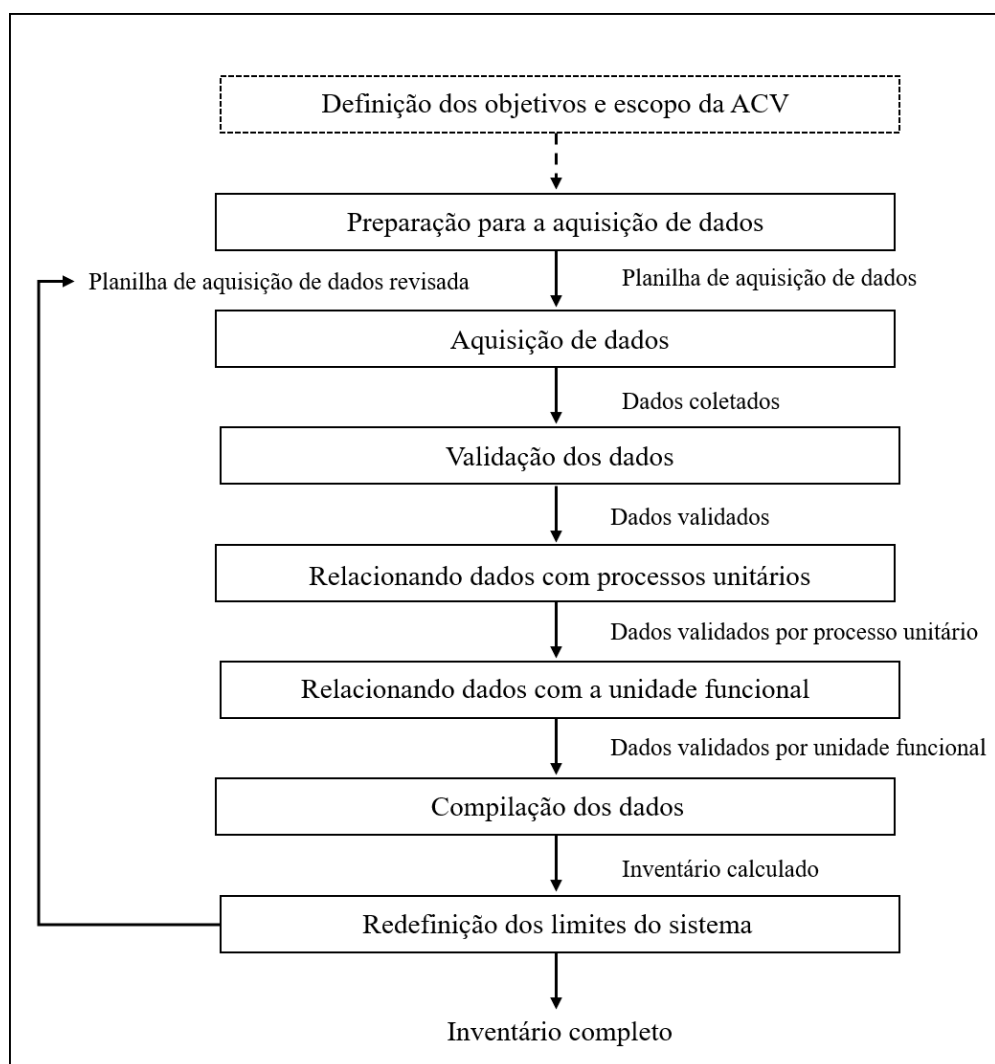 Definição dos objetivos e escopo da ACV
Preparação para a aquisição de dados
Planilha de aquisição de dados revisada
Planilha de aquisição de dados
Aquisição de dados
Dados coletados
Validação dos dados
Dados validados
Relacionando dados com processos unitários
Dados validados por processo unitário
Relacionando dados com a unidade funcional
Dados validados por unidade funcional
Compilação dos dados
Inventário calculado
Redefinição dos limites do sistema
Inventário completo